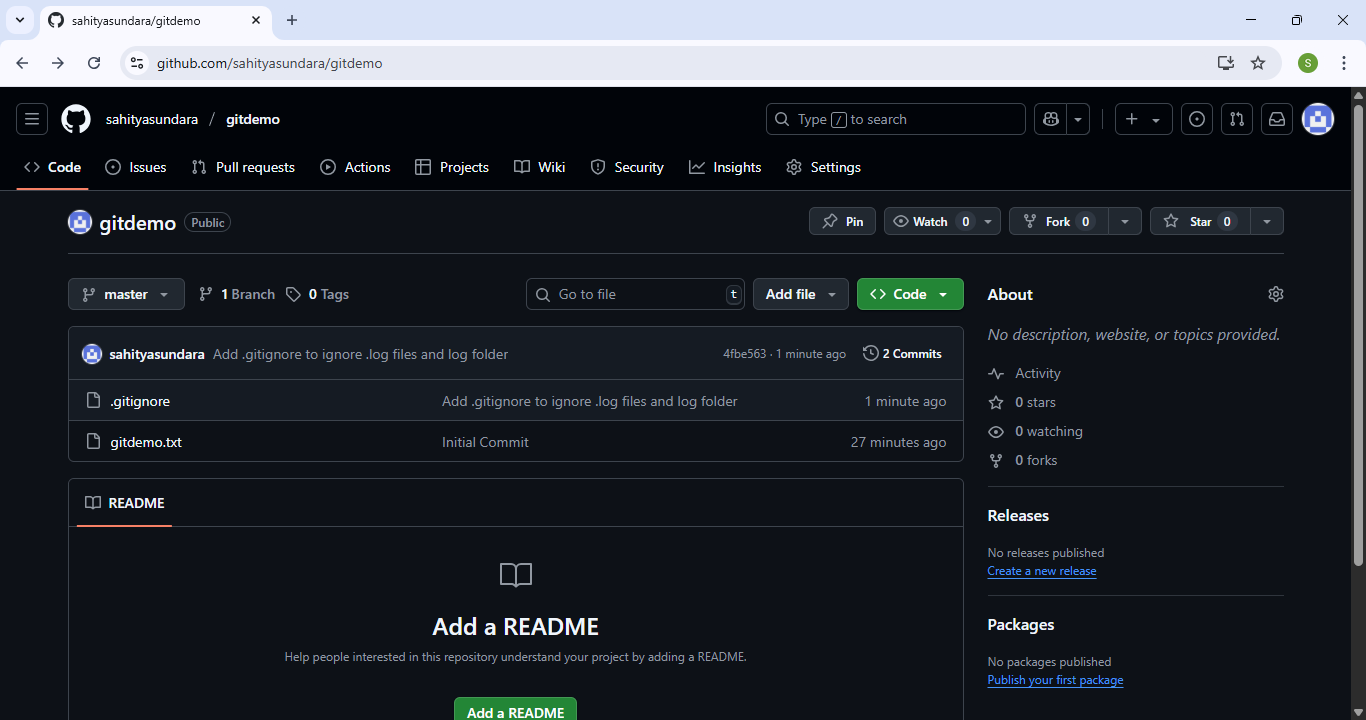 sahityasundara/gitdemo
github.com/sahityasundara/gitdemo
S
sahityasundara / gitdemo
Type / to search
Code Issues Pull requests Actions Projects Wiki Security Insights Settings
gitdemo Public
Pin Watch 0 Fork 0 Star 0
master 1 Branch 0 Tags Go to file t Add file Code
sahityasundara Add .gitignore to ignore .log files and log folder 4fbe563 · 1 minute ago 2 Commits
.gitignore Add .gitignore to ignore .log files and log folder 1 minute ago
gitdemo.txt Initial Commit 27 minutes ago
README
Add a README
Help people interested in this repository understand your project by adding a README.
Add a README
About
No description, website, or topics provided.
Activity
0 stars
0 watching
0 forks
Releases
No releases published
Create a new release
Packages
No packages published
Publish your first package